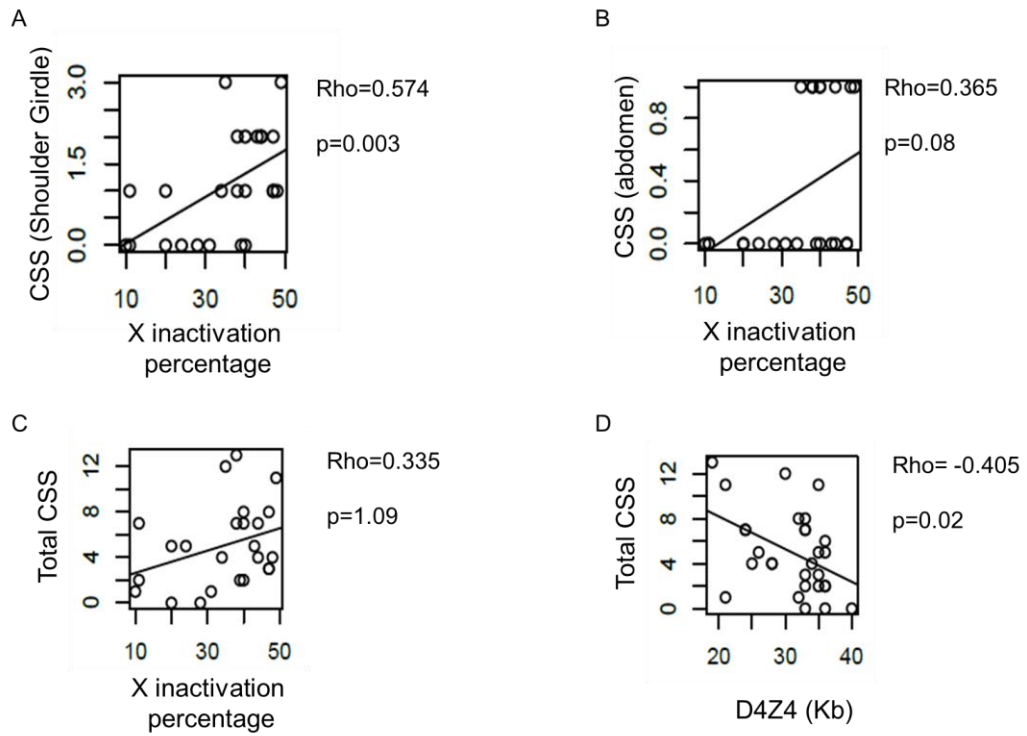 A
CSS (Shoulder Girdle)
3.0
1.5
0.0
10 30 50
X inactivation
percentage
Rho=0.574
p=0.003
B
CSS (abdomen)
0.8
0.4
0.0
10 30 50
X inactivation
percentage
Rho=0.365
p=0.08
C
Total CSS
12
8
4
0
10 30 50
X inactivation
percentage
Rho=0.335
p=1.09
D
Total CSS
12
8
4
0
20 30 40
D4Z4 (Kb)
Rho= -0.405
p=0.02